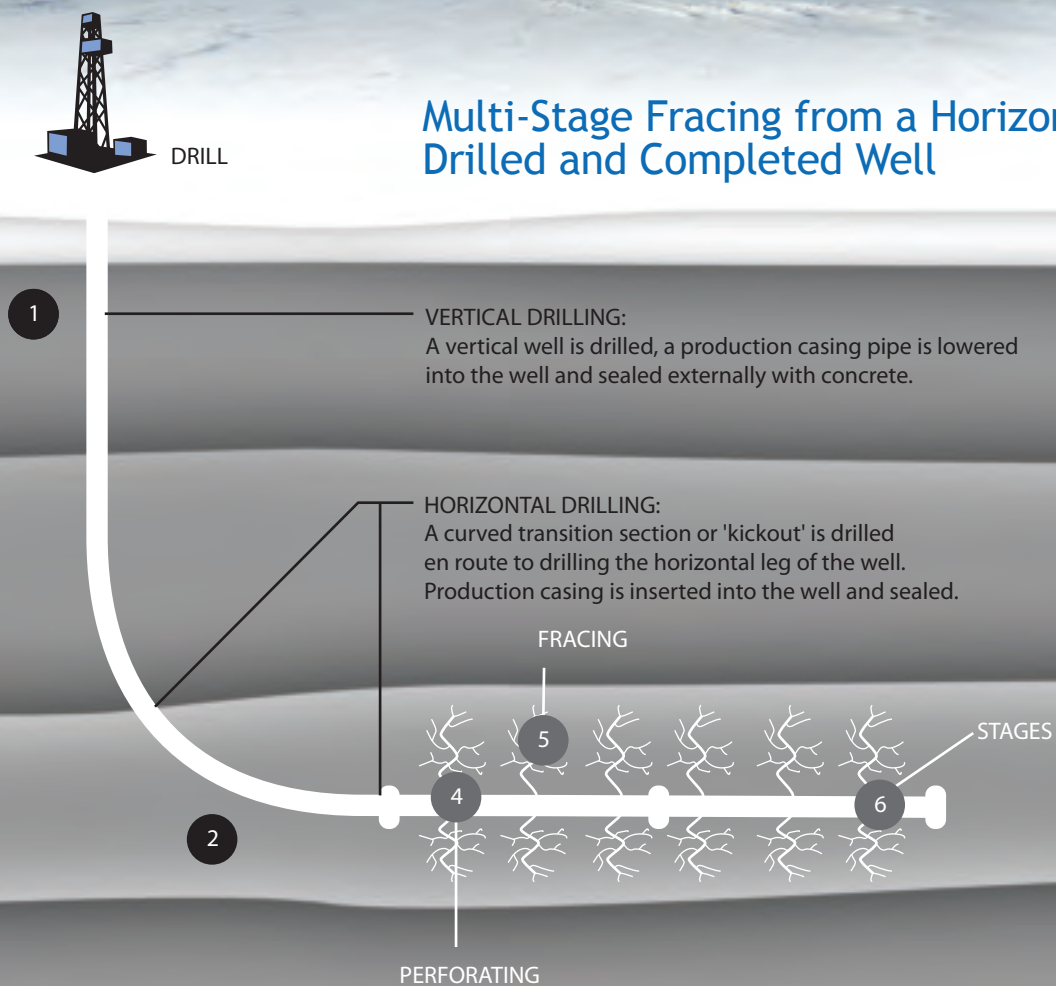 Multi-Stage Fracing from a Horizon
Drilled and Completed Well
DRILL
1
VERTICAL DRILLING:
A vertical well is drilled, a production casing pipe is lowered
into the well and sealed externally with concrete.
HORIZONTAL DRILLING:
A curved transition section or 'kickout' is drilled
en route to drilling the horizontal leg of the well.
Production casing is inserted into the well and sealed.
FRACING
5
STAGES
4
6
2
PERFORATING